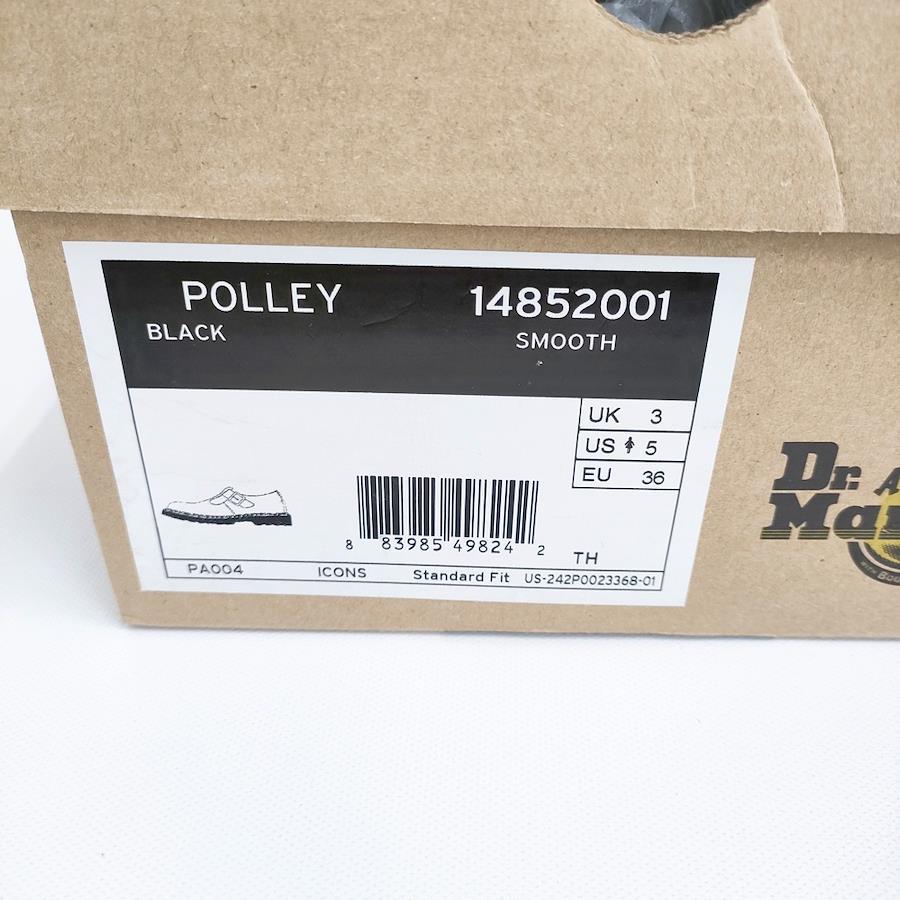 POLLEY 14852001
BLACK SMOOTH
UK 3
US 5
EU 36
8 83985 49824 2
TH
PA004 ICONS Standard Fit US-242P0023368-01
Dr.